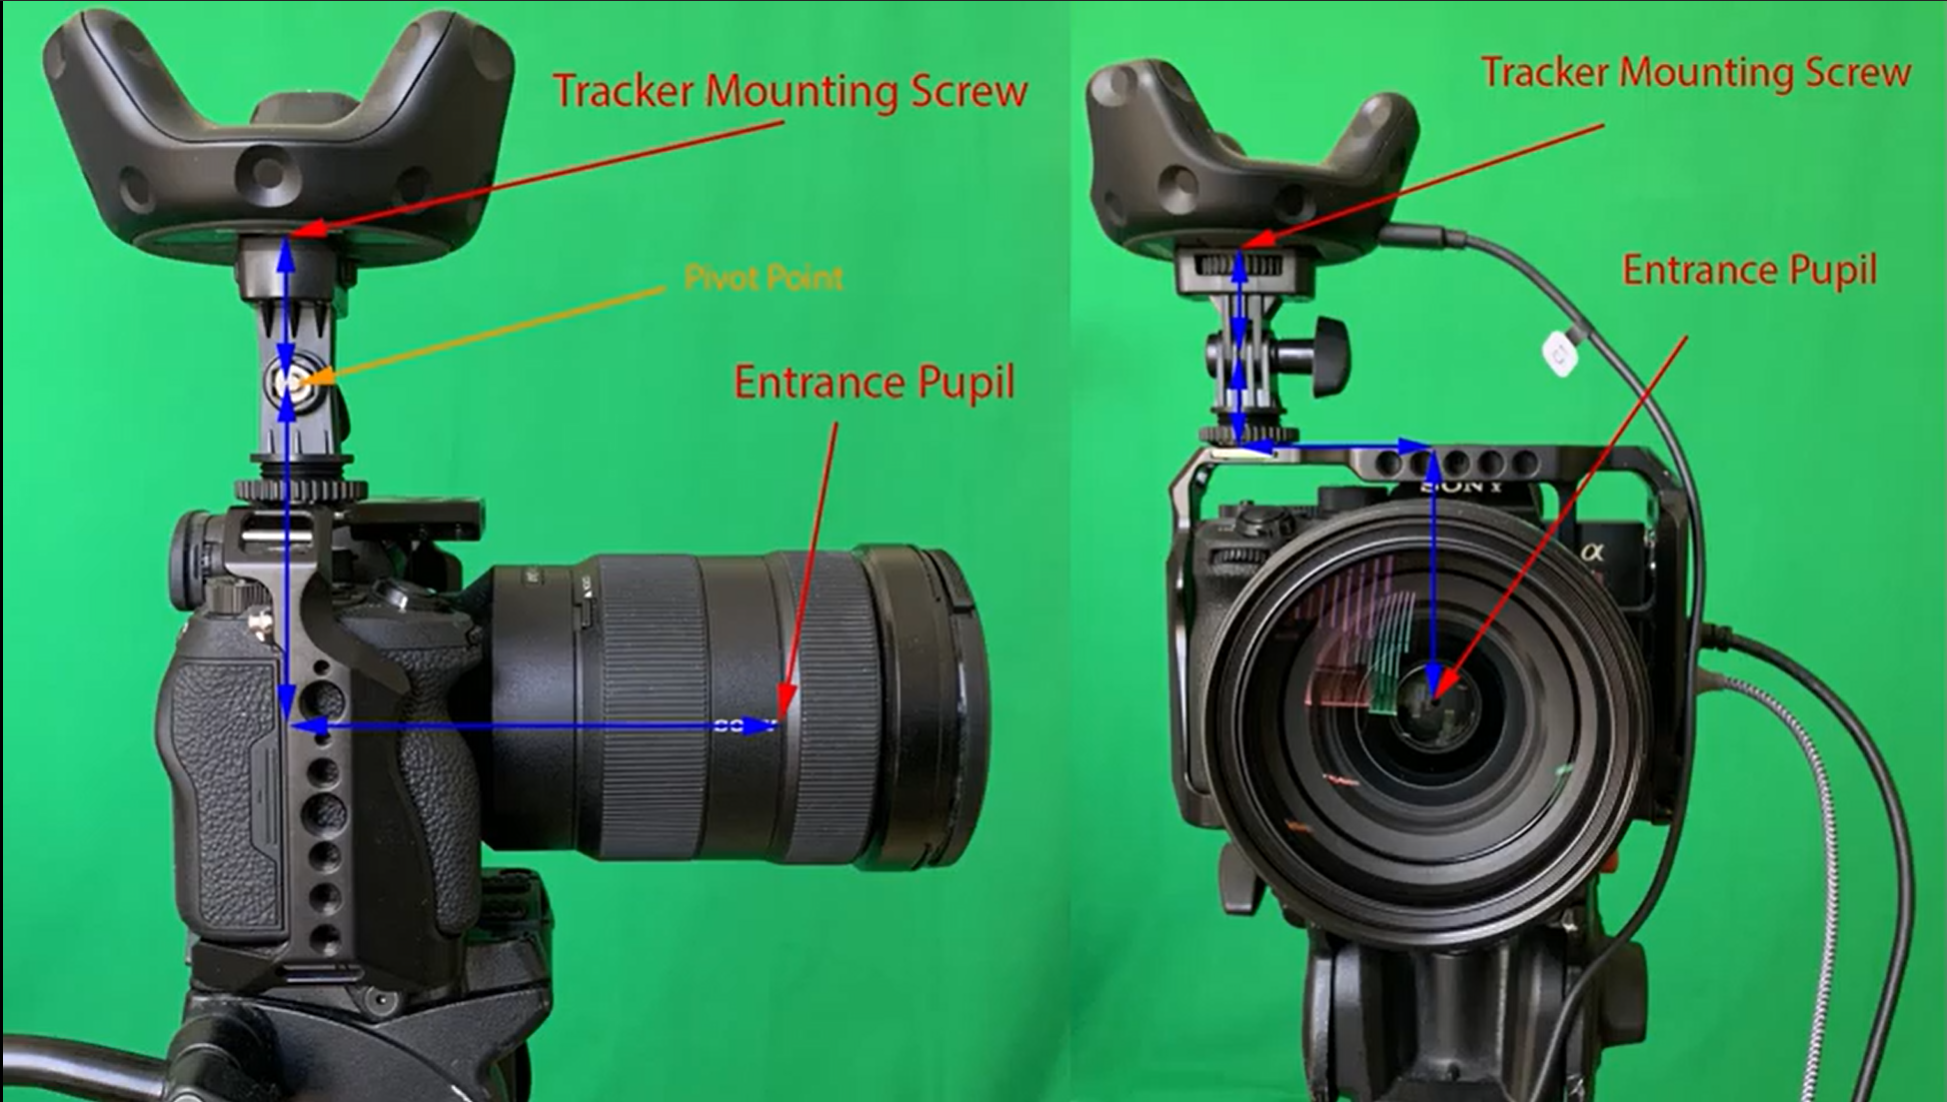 Tracker Mounting Screw
Pivot Point
Entrance Pupil
Tracker Mounting Screw
Entrance Pupil
SONY
α